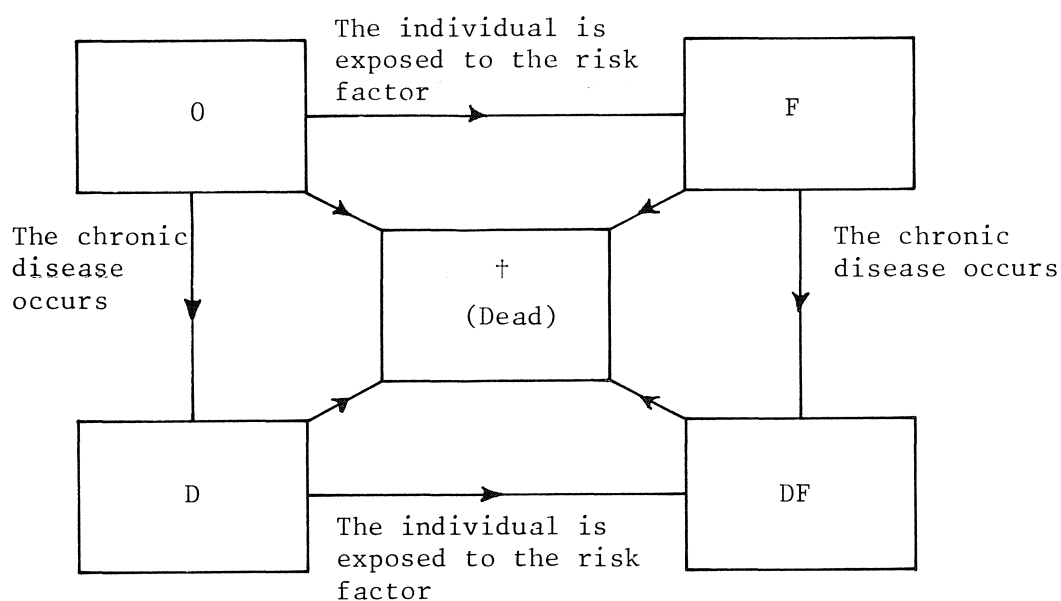 The individual is
exposed to the risk
factor
O
F
The chronic
disease
occurs
†
(Dead)
The chronic
disease occurs
D
DF
The individual is
exposed to the risk
factor